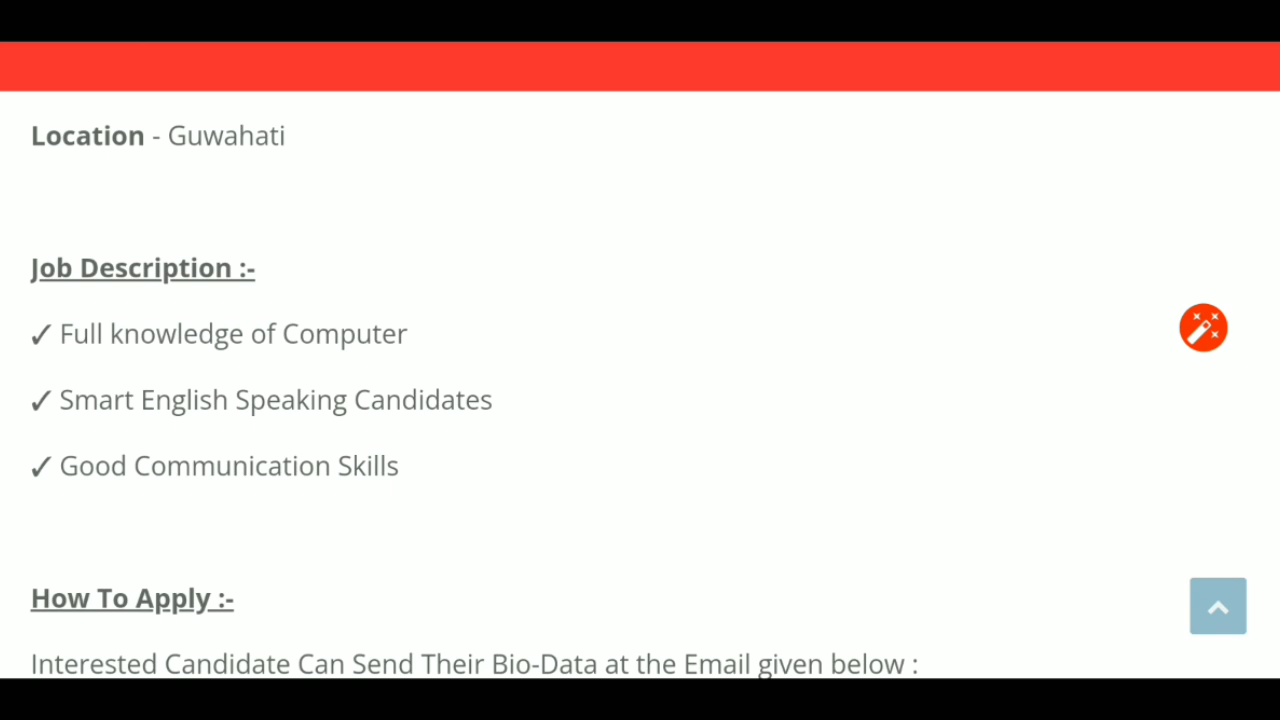 Location - Guwahati
Job Description :-
✓ Full knowledge of Computer
✓ Smart English Speaking Candidates
✓ Good Communication Skills
How To Apply :-
Interested Candidate Can Send Their Bio-Data at the Email given below :